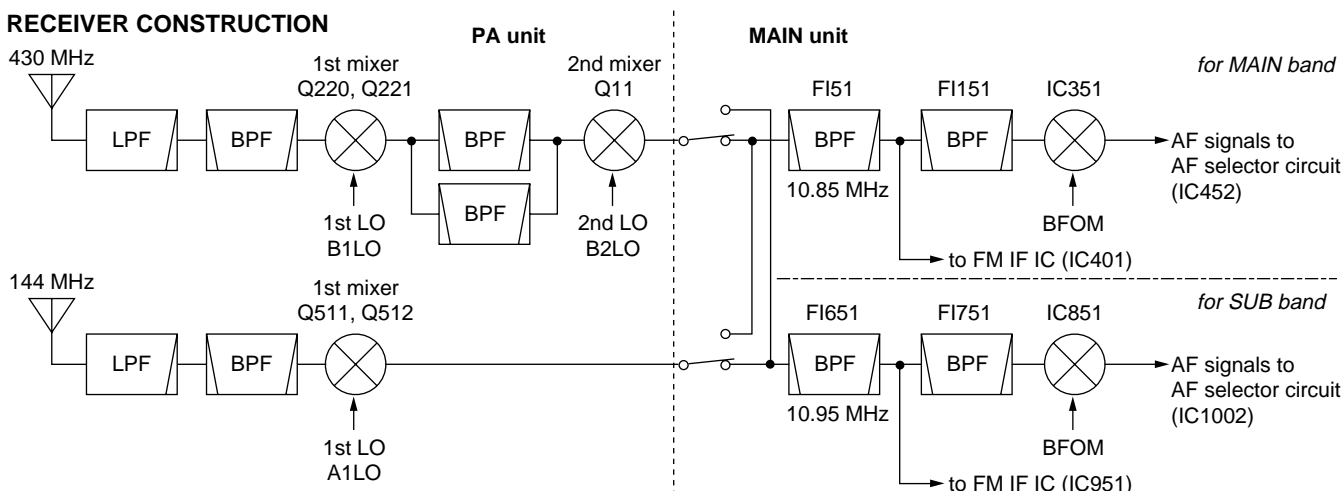 RECEIVER CONSTRUCTION
PA unit
MAIN unit
430 MHz
1st mixer
Q220, Q221
2nd mixer
Q11
FI51
FI151
IC351
for MAIN band
LPF
BPF
BPF
BPF
BPF
BPF
AF signals to
AF selector circuit
(IC452)
1st LO
B1LO
2nd LO
B2LO
10.85 MHz
BFOM
to FM IF IC (IC401)
144 MHz
1st mixer
Q511, Q512
FI651
FI751
IC851
for SUB band
LPF
BPF
BPF
BPF
AF signals to
AF selector circuit
(IC1002)
10.95 MHz
1st LO
A1LO
BFOM
to FM IF IC (IC951)